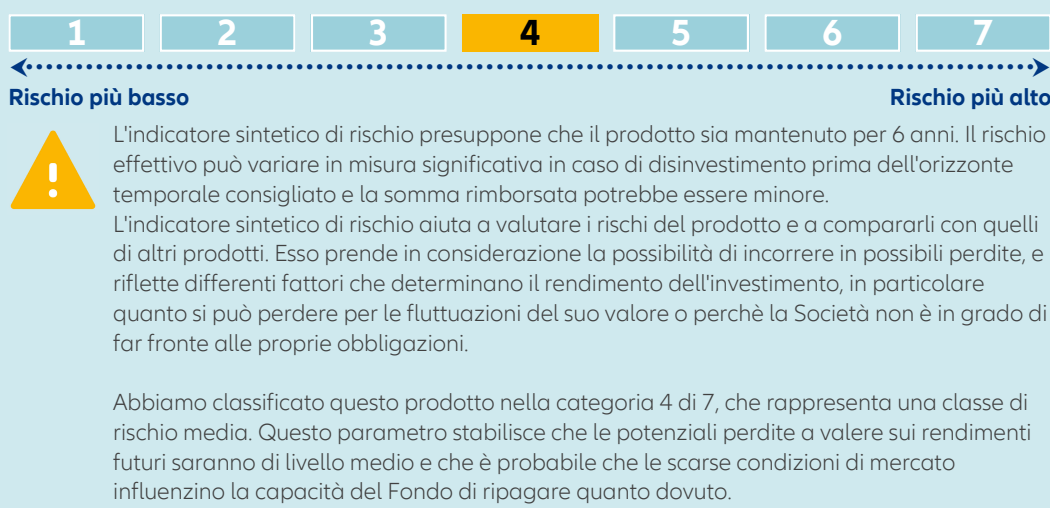 1 2 3 4 5 6 7
Rischio più basso Rischio più alto
L'indicatore sintetico di rischio presuppone che il prodotto sia mantenuto per 6 anni. Il rischio
effettivo può variare in misura significativa in caso di disinvestimento prima dell'orizzonte
temporale consigliato e la somma rimborsata potrebbe essere minore.
L'indicatore sintetico di rischio aiuta a valutare i rischi del prodotto e a compararli con quelli
di altri prodotti. Esso prende in considerazione la possibilità di incorrere in possibili perdite, e
riflette differenti fattori che determinano il rendimento dell'investimento, in particolare
quanto si può perdere per le fluttuazioni del suo valore o perchè la Società non è in grado di
far fronte alle proprie obbligazioni.
Abbiamo classificato questo prodotto nella categoria 4 di 7, che rappresenta una classe di
rischio media. Questo parametro stabilisce che le potenziali perdite a valere sui rendimenti
futuri saranno di livello medio e che è probabile che le scarse condizioni di mercato
influenzino la capacità del Fondo di ripagare quanto dovuto.